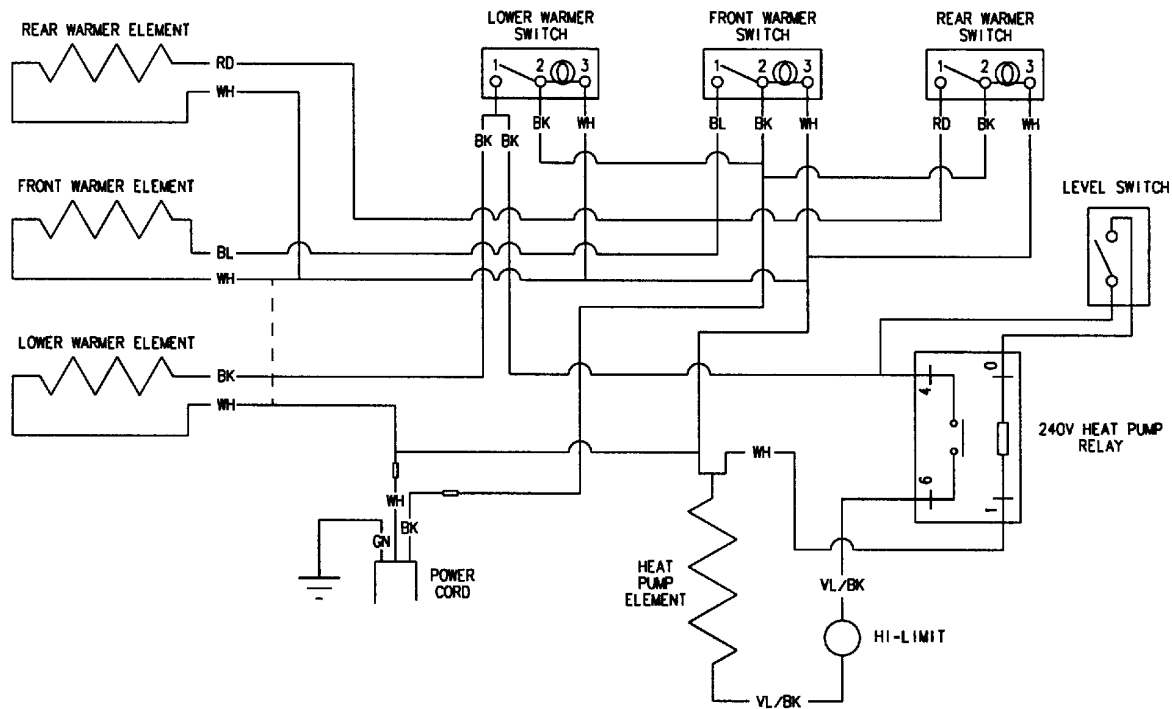 REAR WARMER ELEMENT
RD
WH
LOWER WARMER
SWITCH
1 2 3
BK
BK
BK
WH
FRONT WARMER
SWITCH
1 2 3
BL
BK
WH
REAR WARMER
SWITCH
1 2 3
RD
BK
WH
FRONT WARMER ELEMENT
BL
WH
LEVEL SWITCH
LOWER WARMER ELEMENT
BK
WH
4
0
6
1
240V HEAT PUMP
RELAY
WH
WH
BK
GN
POWER
CORD
HEAT
PUMP
ELEMENT
VL/BK
HI-LIMIT
VL/BK